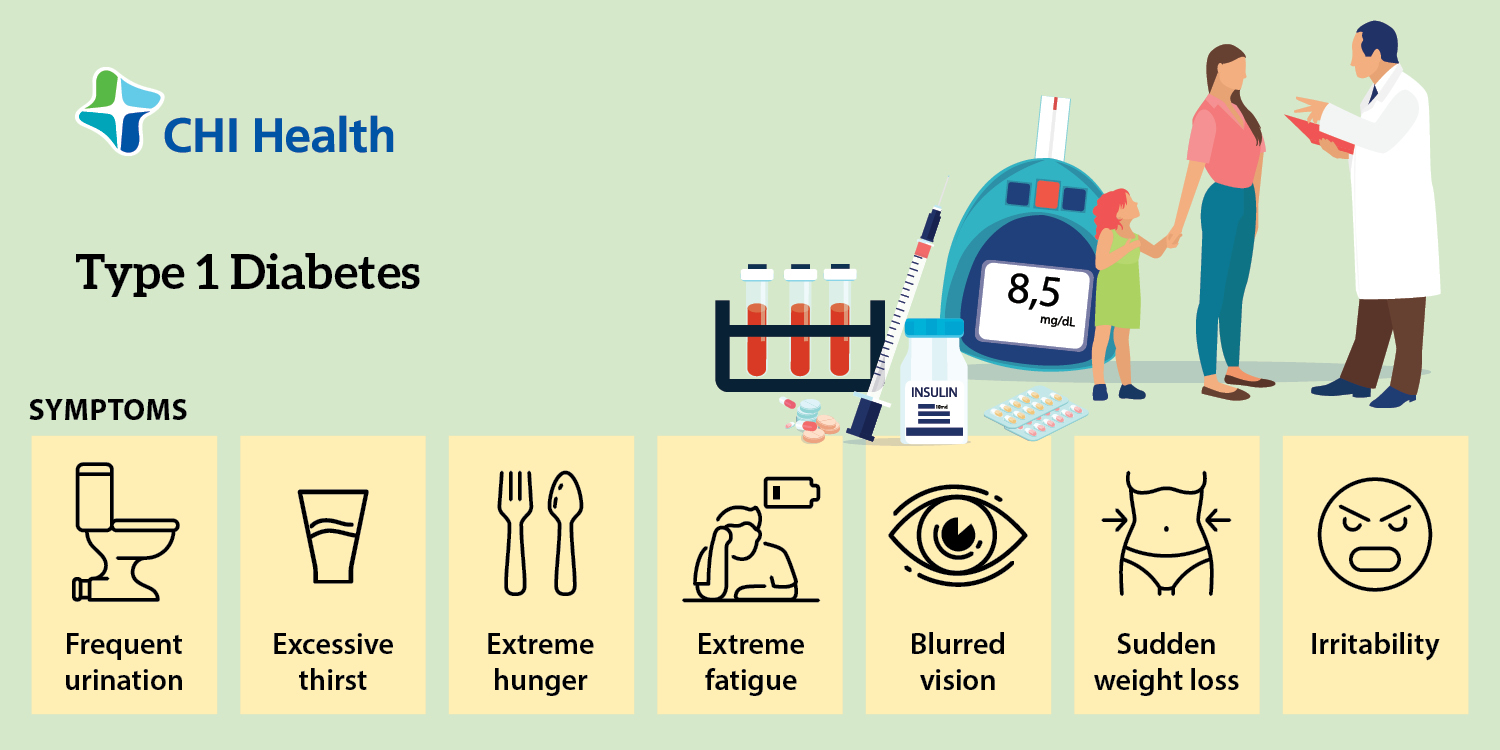 CHI Health
Type 1 Diabetes
8,5
mg/dL
INSULIN
10ml
SYMPTOMS
Frequent
urination
Excessive
thirst
Extreme
hunger
Extreme
fatigue
Blurred
vision
Sudden
weight loss
Irritability